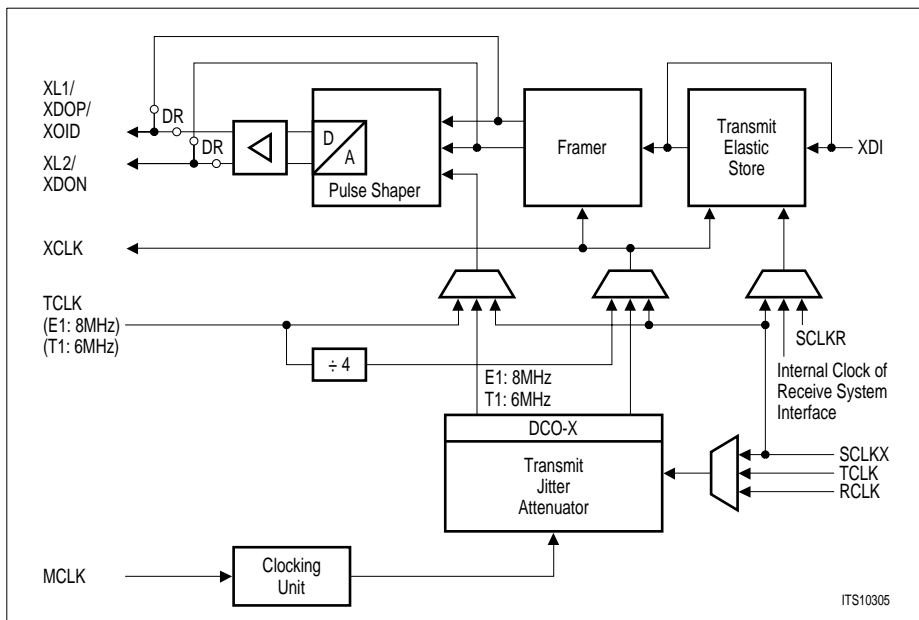 XL1/
XDOP/
XOID
DR
XL2/
XDON
DR
D
A
Pulse Shaper
Framer
Transmit
Elastic
Store
XDI
XCLK
TCLK
(E1: 8MHz)
(T1: 6MHz)
÷ 4
E1: 8MHz
T1: 6MHz
SCLKR
Internal Clock of
Receive System
Interface
DCO-X
Transmit
Jitter
Attenuator
SCLKX
TCLK
RCLK
MCLK
Clocking
Unit
ITS10305